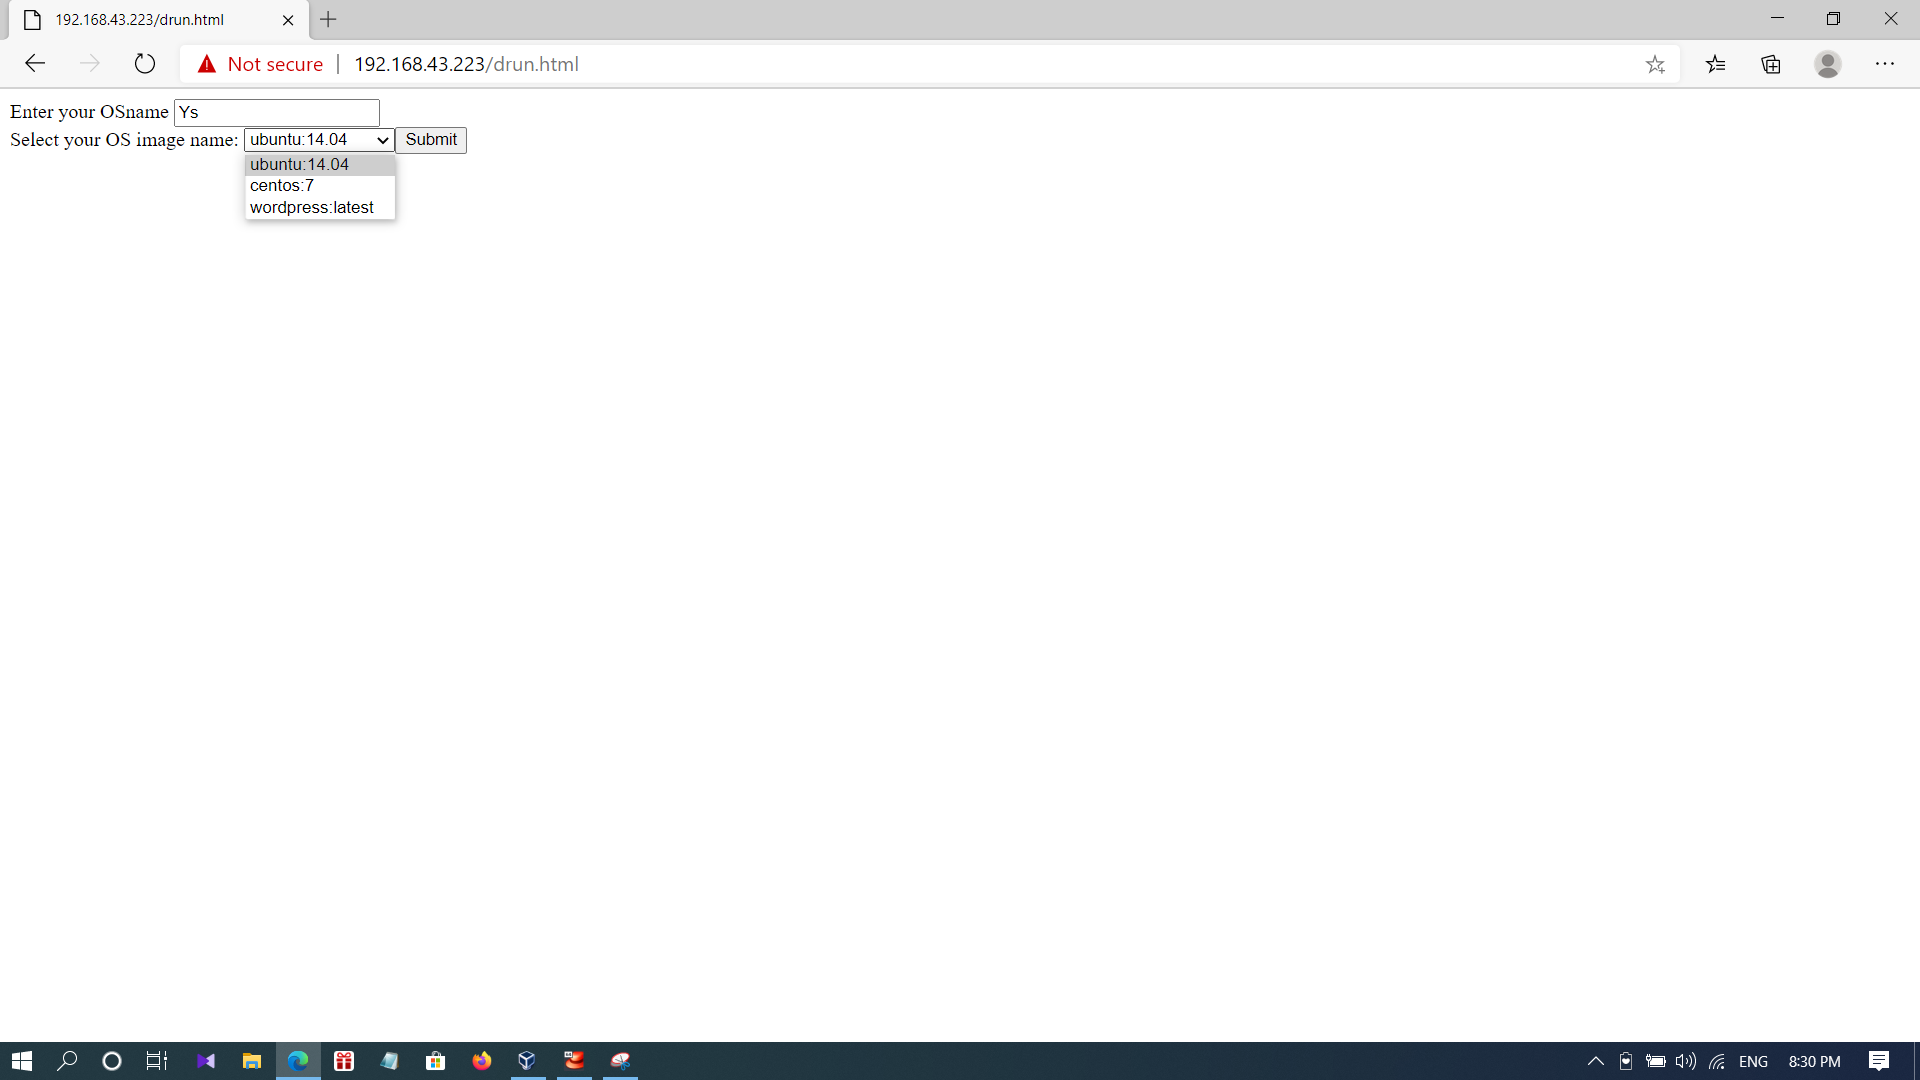 192.168.43.223/drun.html
Not secure | 192.168.43.223/drun.html
Enter your OSname Ys
Select your OS image name: ubuntu:14.04 Submit
ubuntu:14.04
centos:7
wordpress:latest
ENG 8:30 PM